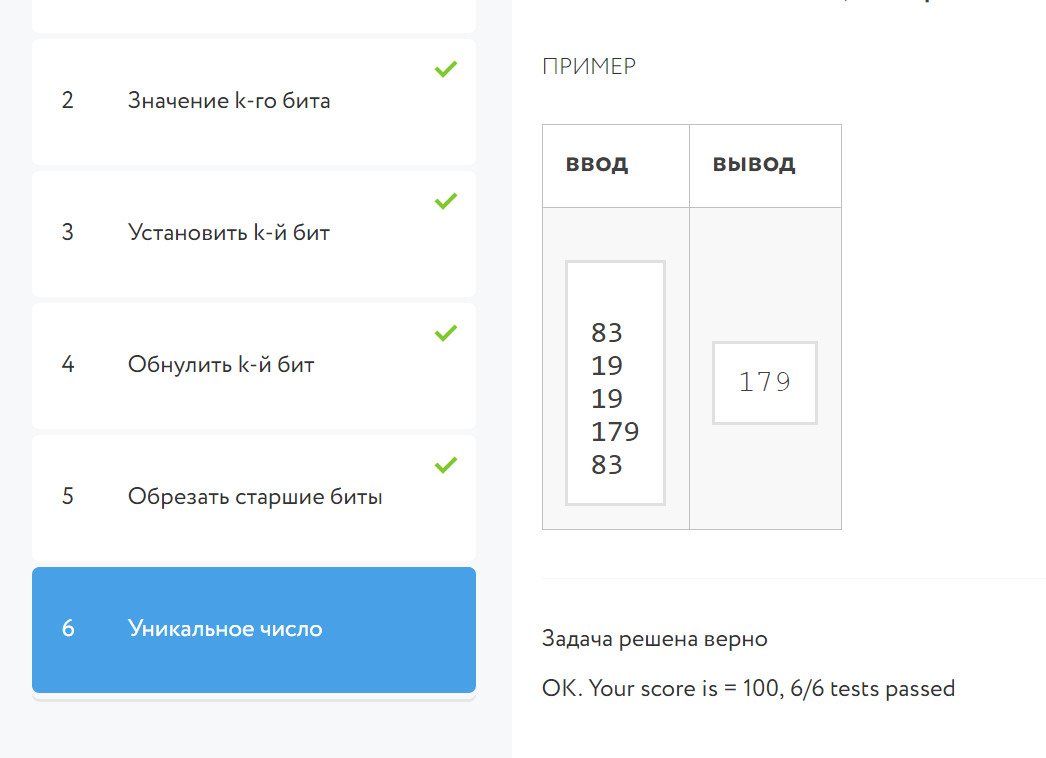 2 Значение k-го бита
3 Установить k-й бит
4 Обнулить k-й бит
5 Обрезать старшие биты
6 Уникальное число
ПРИМЕР
ВВОД ВЫВОД
83
19
19
179
83
179
Задача решена верно
OK. Your score is = 100, 6/6 tests passed